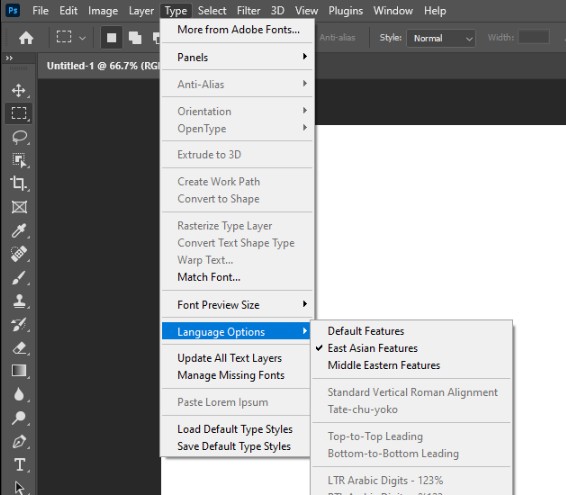 Ps File Edit Image Layer Type Select Filter 3D View Plugins Window Help
Anti-alias Style: Normal Width:
Untitled-1 @ 66.7% (RG
More from Adobe Fonts...
Panels
Anti-Alias
Orientation
OpenType
Extrude to 3D
Create Work Path
Convert to Shape
Rasterize Type Layer
Convert Text Shape Type
Warp Text...
Match Font...
Font Preview Size
Language Options
Update All Text Layers
Manage Missing Fonts
Paste Lorem Ipsum
Load Default Type Styles
Save Default Type Styles
Default Features
East Asian Features
Middle Eastern Features
Standard Vertical Roman Alignment
Tate-chu-yoko
Top-to-Top Leading
Bottom-to-Bottom Leading
LTR Arabic Digits - 123%